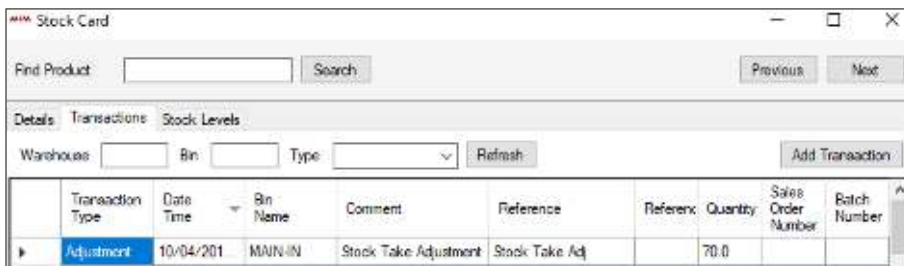 Stock Card
Find Product Search Previous Next
Details Transactions Stock Levels
Warehouse Bin Type Refresh Add Transaction
Transaction Type Date Time Bin Name Comment Reference Referenc Quantity Sales Order Number Batch Number
Adjustment 10/04/201... MAIN-IN Stock Take Adjustment Stock Take Adj 70.0